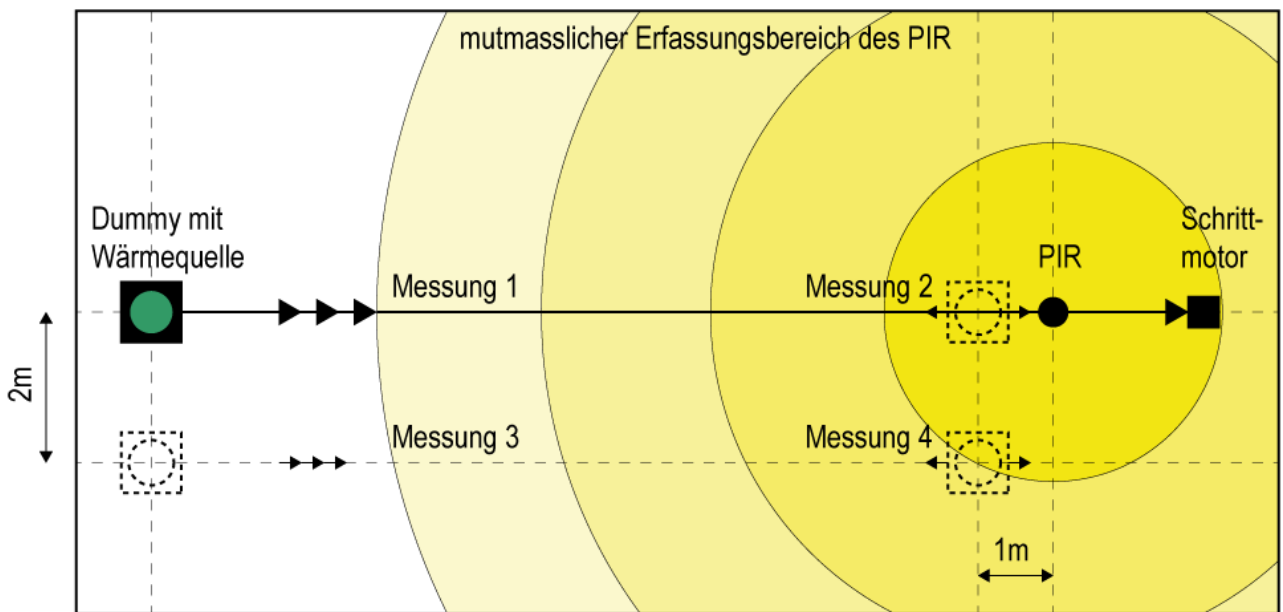 mutmasslicher Erfassungsbereich des PIR
Dummy mit
Wärmequelle
Schritt-
motor
PIR
Messung 1
Messung 2
2m
Messung 3
Messung 4
1m